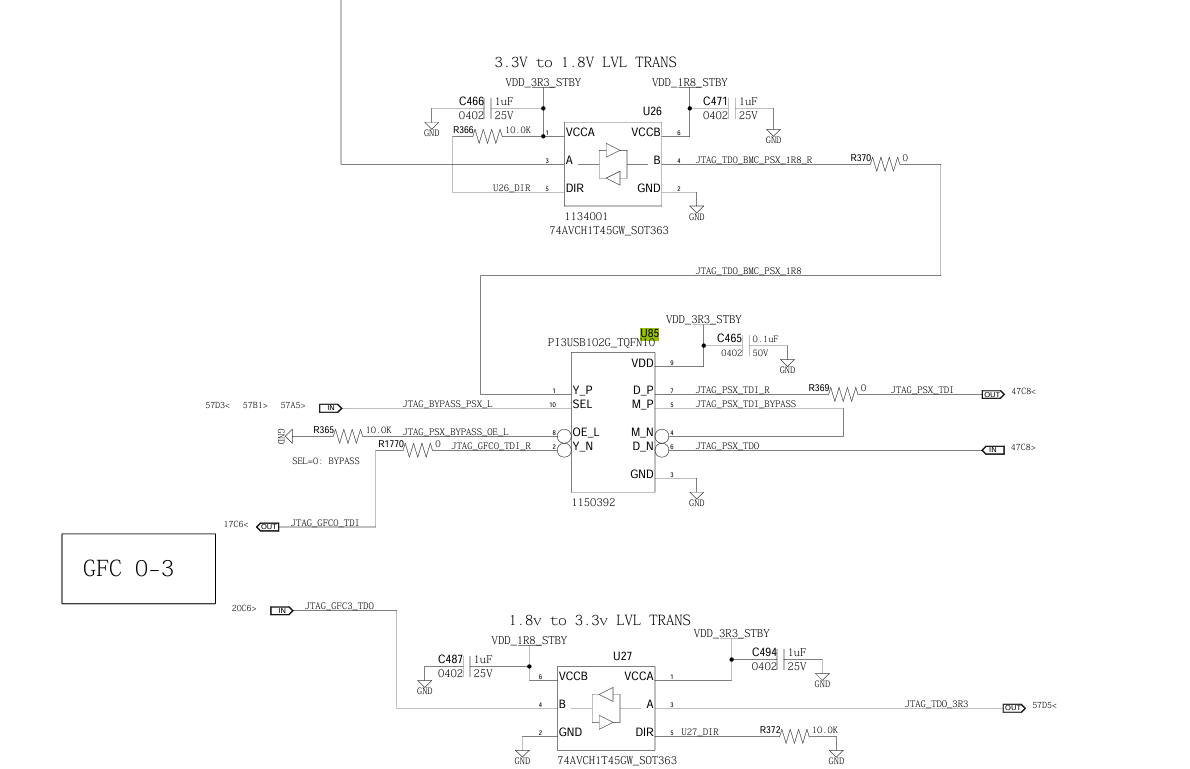 3.3V to 1.8V LVL TRANS
VDD_3R3_STBY
VDD_1R8_STBY
C466 1uF
0402 25V
GND
U26
C471 1uF
0402 25V
GND
R366 10.0K
1 VCCA VCCB 6
3 A B 4 JTAG_TDO_BMC_PSX_1R8_R R370 0
U26_DIR 5 DIR GND 2
GND
1134001
74AVCH1T45GW_SOT363
JTAG_TDO_BMC_PSX_1R8
VDD_3R3_STBY
U85
PI3USB102G_TQFN10
C465 0.1uF
0402 50V
GND
VDD 9
1 Y_P D_P 7 JTAG_PSX_TDI_R R369 0 JTAG_PSX_TDI OUT 47C8<
57D3< 57B1> 57A5> IN JTAG_BYPASS_PSX_L 10 SEL M_P 5 JTAG_PSX_TDI_BYPASS
GND R365 10.0K JTAG_PSX_BYPASS_OE_L 8 OE_L M_N 4
R1770 0 JTAG_GFC0_TDI_R 2 Y_N D_N 6 JTAG_PSX_TDO IN 47C8>
SEL=0: BYPASS
GND 3
GND
1150392
17C6< OUT JTAG_GFC0_TDI
GFC 0-3
20C6> IN JTAG_GFC3_TDO
1.8v to 3.3v LVL TRANS
VDD_1R8_STBY
VDD_3R3_STBY
C487 1uF
0402 25V
GND
U27
C494 1uF
0402 25V
GND
6 VCCB VCCA 1
4 B A 3 JTAG_TDO_3R3 OUT 57D5<
2 GND DIR 5 U27_DIR R372 10.0K
GND
GND
74AVCH1T45GW_SOT363